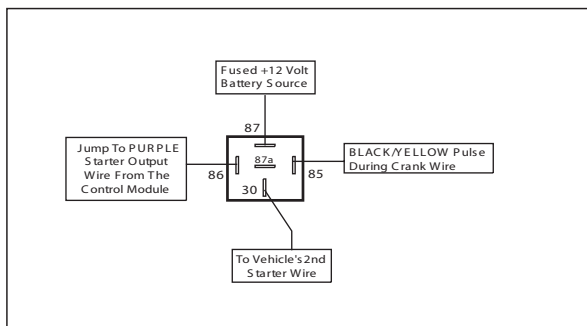 Fused +12 Volt
Battery Source
87
Jump To PURPLE
Starter Output
Wire From The
Control Module
86
87a
85
BLACK/YELLOW Pulse
During Crank Wire
30
To Vehicle's 2nd
Starter Wire